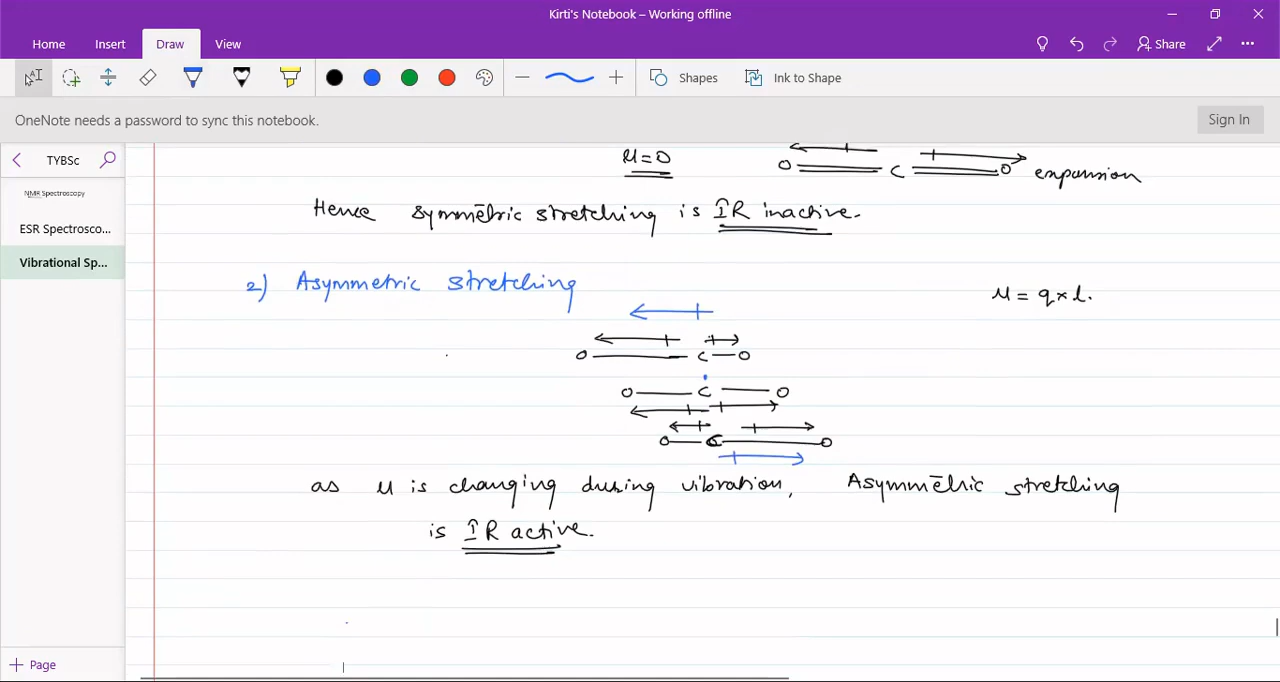 Kirti's Notebook – Working offline
Home Insert Draw View
Share
Shapes Ink to Shape
OneNote needs a password to sync this notebook.
Sign In
TYBSc
NMR Spectroscopy
ESR Spectrosco...
Vibrational Sp...
Page
μ = 0
O C O expansion
Hence symmetric stretching is IR inactive.
2) Asymmetric stretching
μ = q × l.
O C O
O C O
O C O
as μ is changing during vibration, Asymmetric stretching
is IR active.